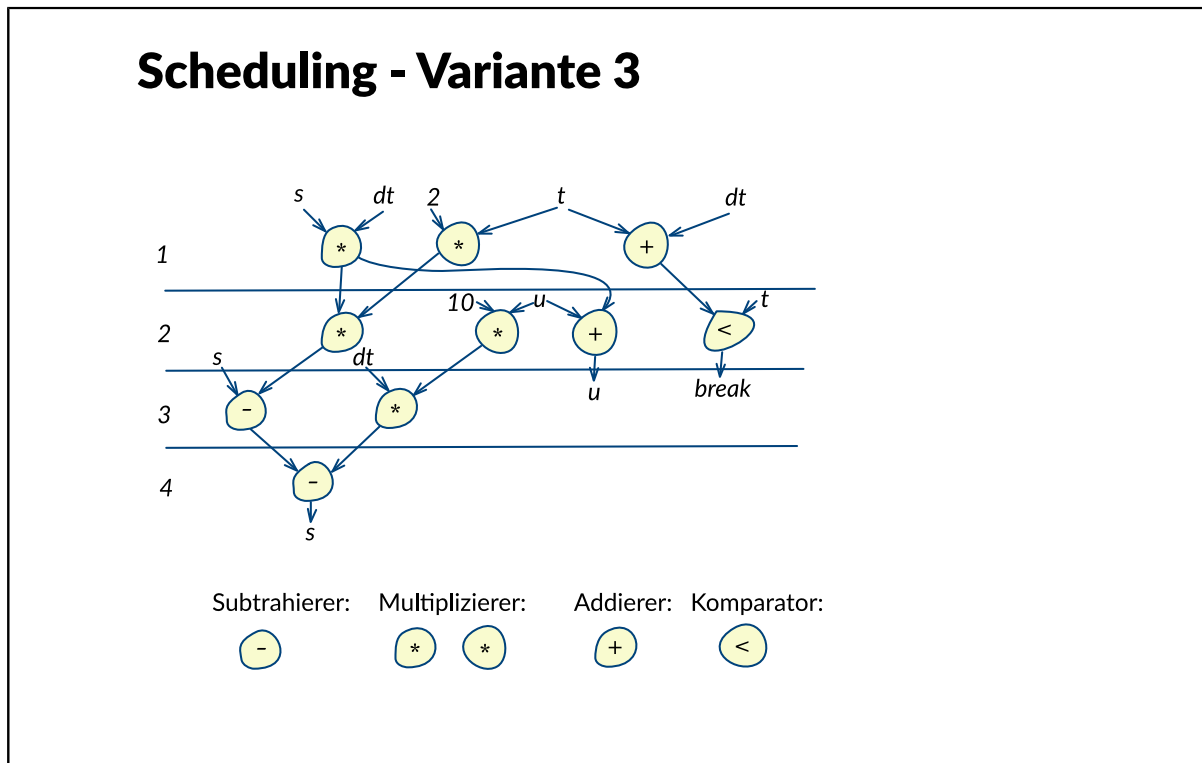 Scheduling - Variante 3
s dt 2 t dt
* * +
1
10 u t
* * + <
2
s dt
u break
- *
3
-
4
s
Subtrahierer: Multiplizierer: Addierer: Komparator:
- * * + <